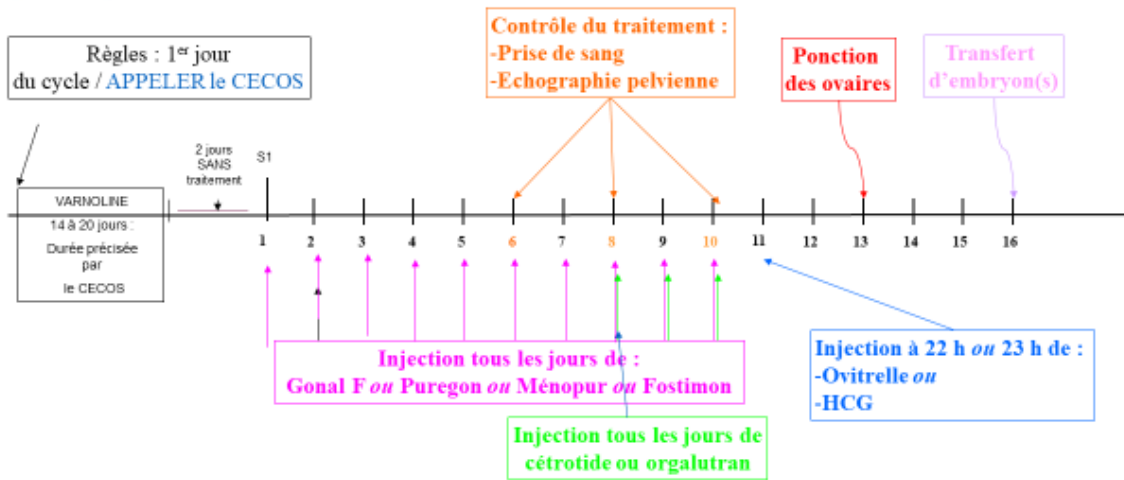 Règles : 1er jour
du cycle / APPELER le CECOS
Contrôle du traitement :
-Prise de sang
-Echographie pelvienne
Ponction
des ovaires
Transfert
d'embryon(s)
2 jours
SANS
traitement
S1
VARNOLINE
14 à 20 jours :
Durée précisée
par
le CECOS
1 2 3 4 5 6 7 8 9 10 11 12 13 14 15 16
Injection tous les jours de :
Gonal F ou Puregon ou Ménopur ou Fostimon
Injection à 22 h ou 23 h de :
-Ovitrelle ou
-HCG
Injection tous les jours de
cétrotide ou orgalutran